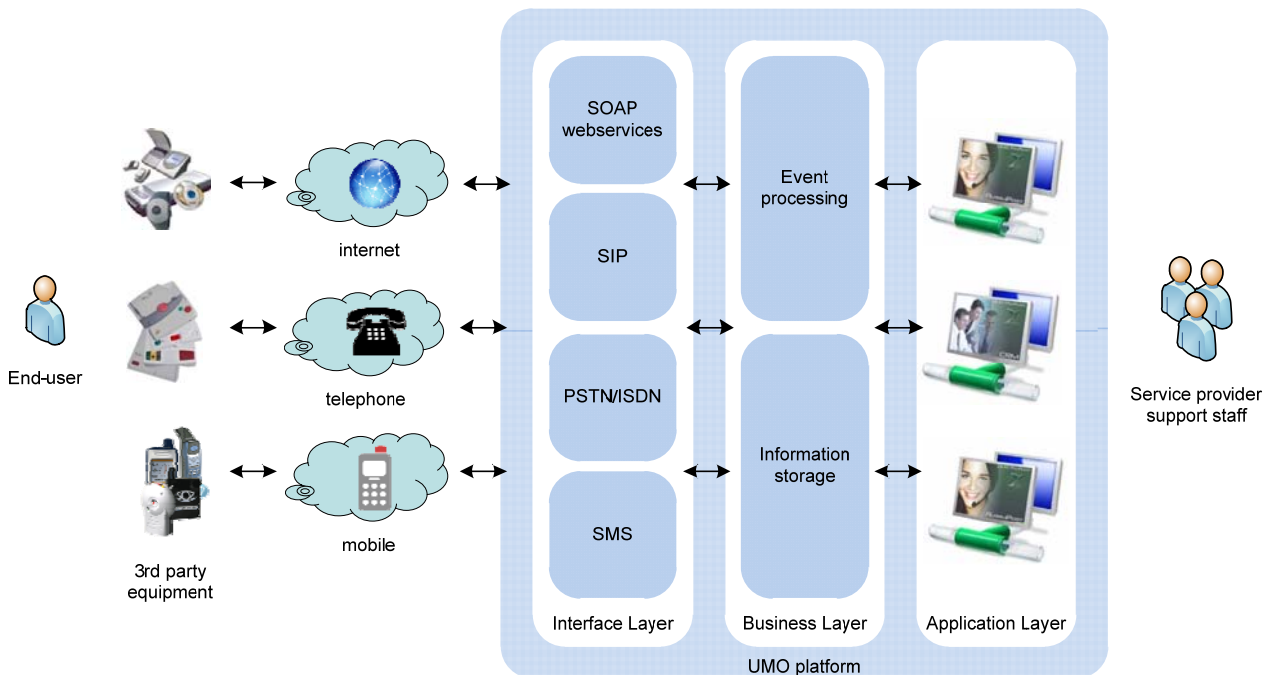 SOAP
webservices
Event
processing
internet
SIP
End-user
telephone
PSTN/ISDN
Information
storage
Service provider
support staff
mobile
SMS
3rd party
equipment
Interface Layer
Business Layer
Application Layer
UMO platform